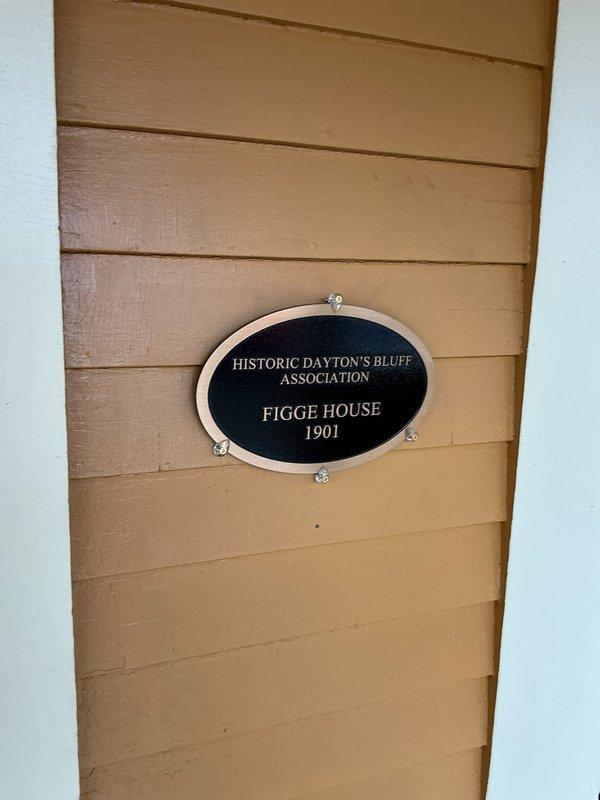 HISTORIC DAYTON'S BLUFF
ASSOCIATION
FIGGE HOUSE
1901